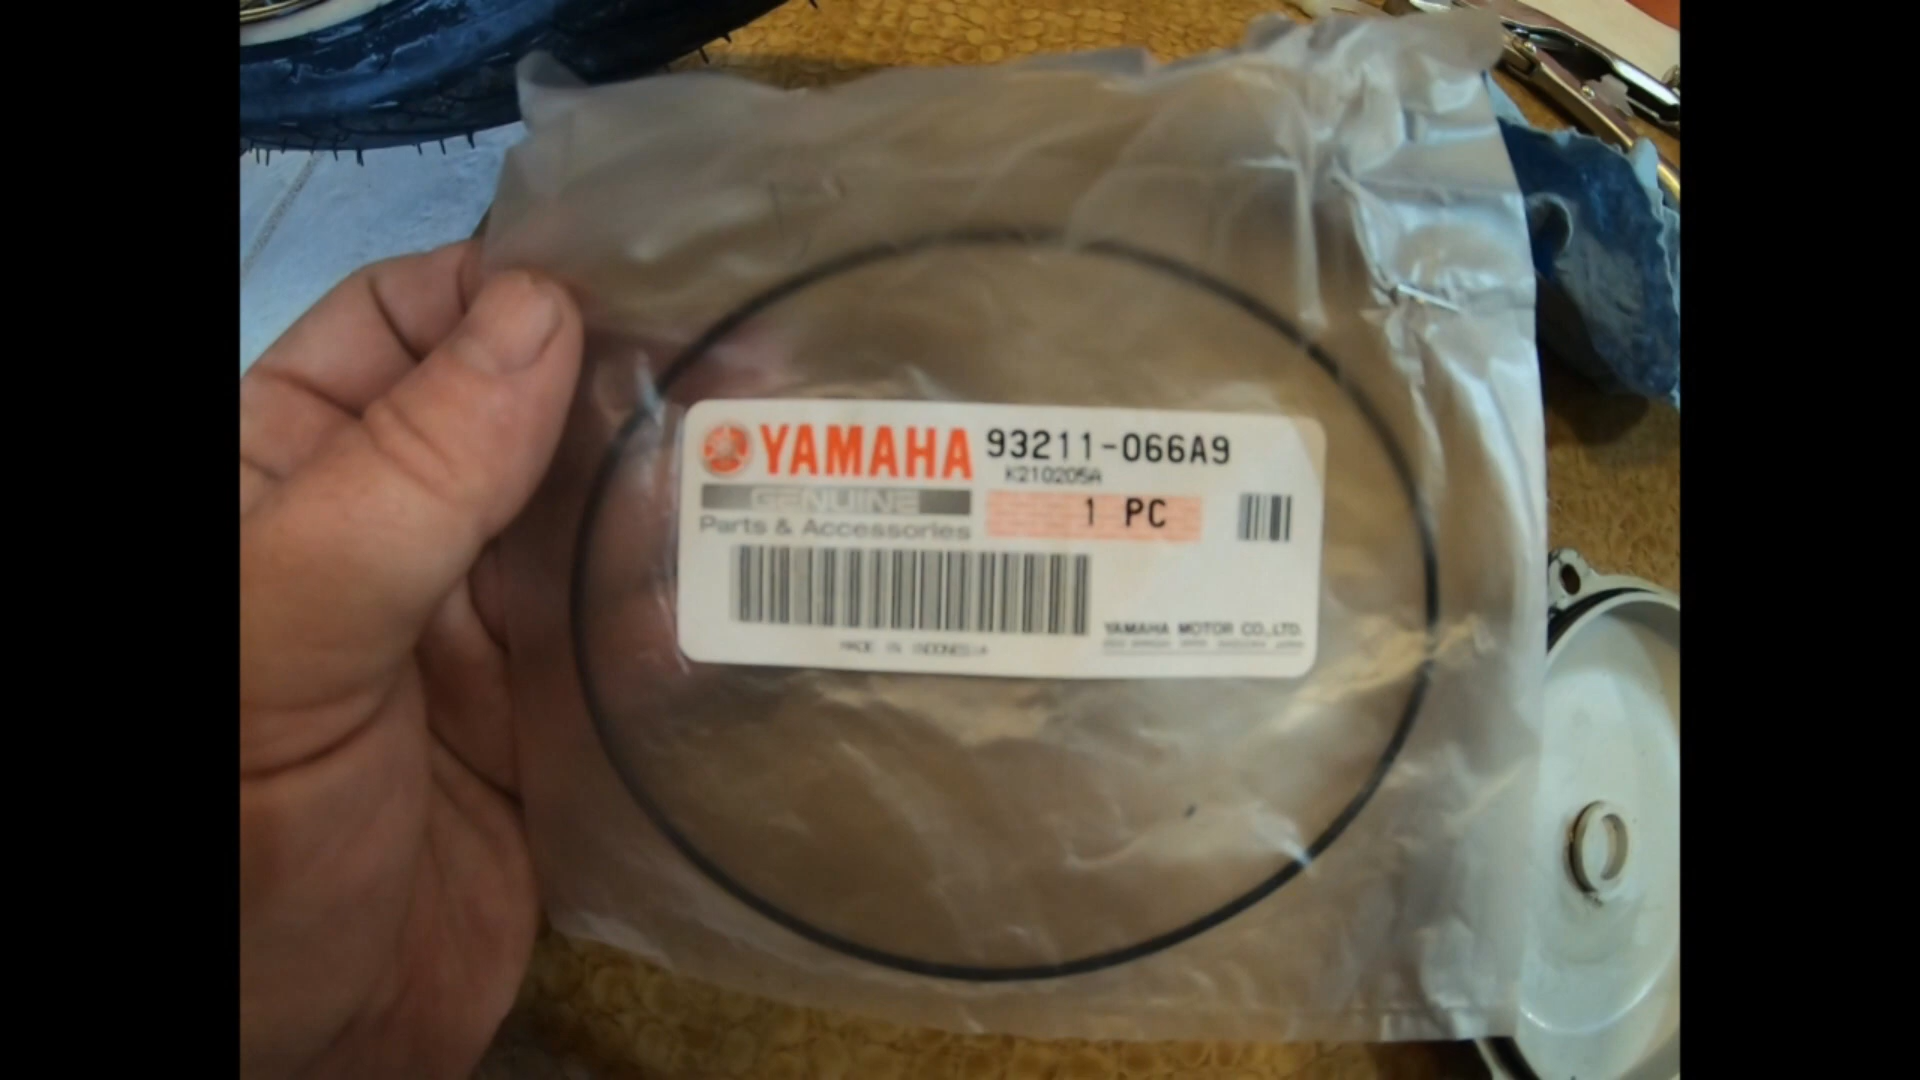 YAMAHA 93211-066A9
K210205A
GENUINE
1 PC
Parts & Accessories
YAMAHA MOTOR CO.,LTD.
MADE IN INDONESIA